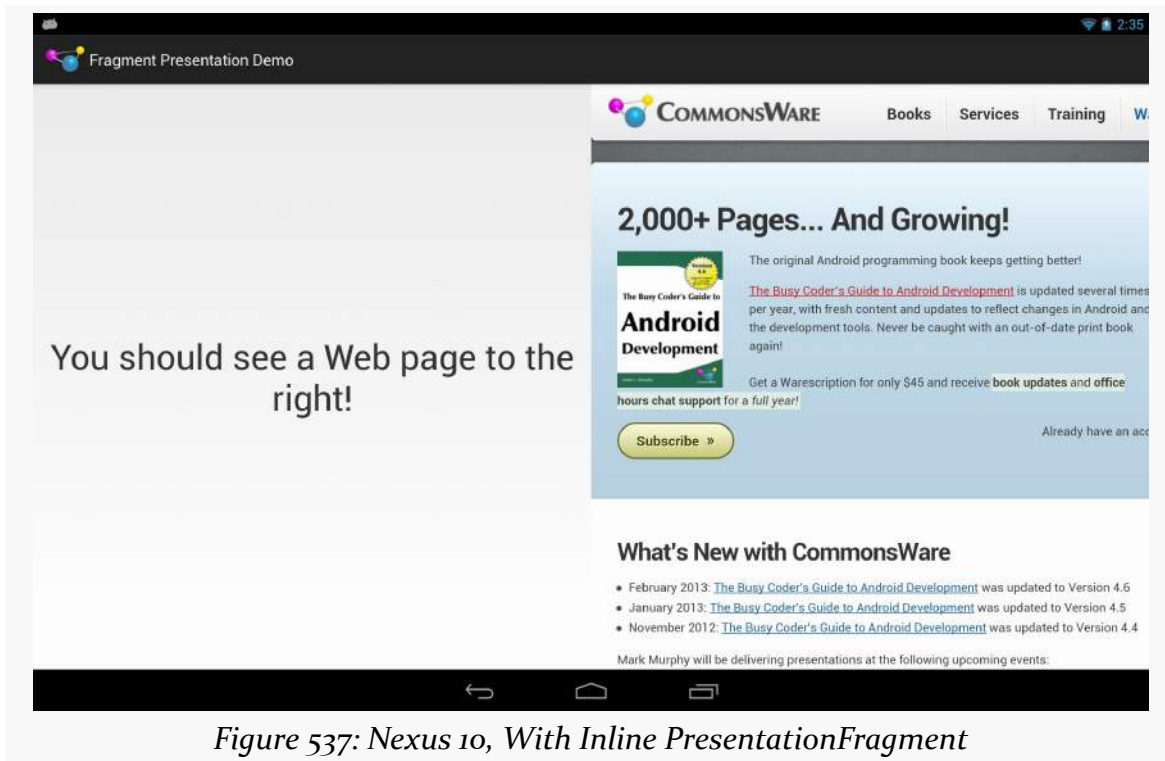 2:35
Fragment Presentation Demo
You should see a Web page to the
right!
COMMONSWARE
Books Services Training
2,000+ Pages... And Growing!
The Busy Coder's Guide to
Android
Development
The original Android programming book keeps getting better!
The Busy Coder's Guide to Android Development is updated several times
per year, with fresh content and updates to reflect changes in Android and
the development tools. Never be caught with an out-of-date print book
again!
Get a Warescription for only $45 and receive book updates and office
hours chat support for a full year!
Subscribe »
Already have an acc
What's New with CommonsWare
• February 2013: The Busy Coder's Guide to Android Development was updated to Version 4.6
• January 2013: The Busy Coder's Guide to Android Development was updated to Version 4.5
• November 2012: The Busy Coder's Guide to Android Development was updated to Version 4.4
Mark Murphy will be delivering presentations at the following upcoming events:
Figure 537: Nexus 10, With Inline PresentationFragment